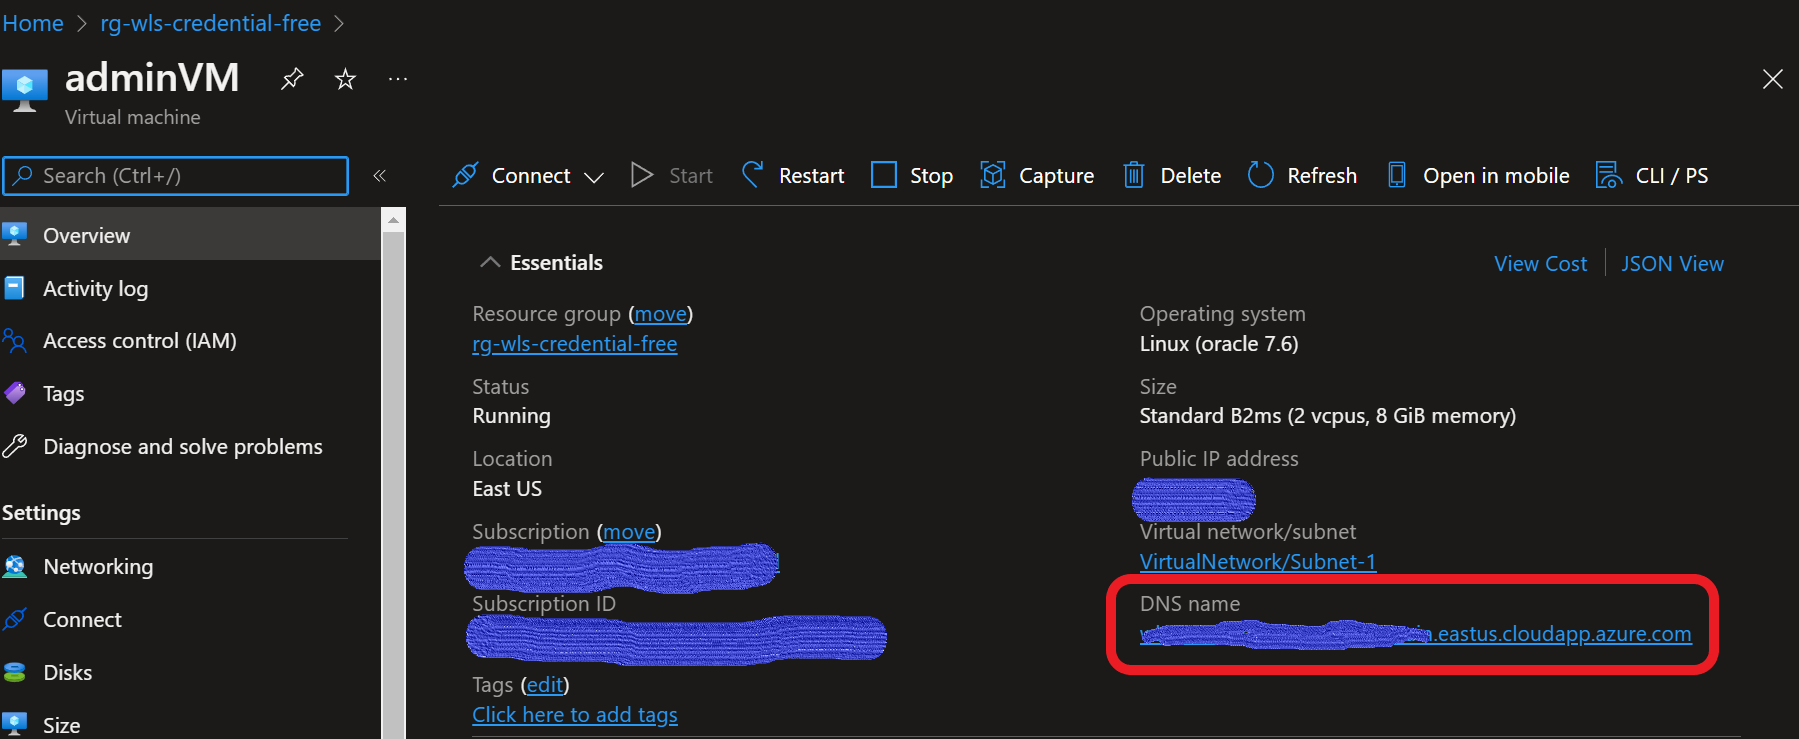 Home > rg-wls-credential-free >
adminVM
Virtual machine
Search (Ctrl+/)
Connect Start Restart Stop Capture Delete Refresh Open in mobile CLI / PS
Overview
Activity log
Access control (IAM)
Tags
Diagnose and solve problems
Settings
Networking
Connect
Disks
Size
Essentials
View Cost JSON View
Resource group (move)
rg-wls-credential-free
Status
Running
Location
East US
Subscription (move)
Subscription ID
Tags (edit)
Click here to add tags
Operating system
Linux (oracle 7.6)
Size
Standard B2ms (2 vcpus, 8 GiB memory)
Public IP address
Virtual network/subnet
VirtualNetwork/Subnet-1
DNS name
.eastus.cloudapp.azure.com